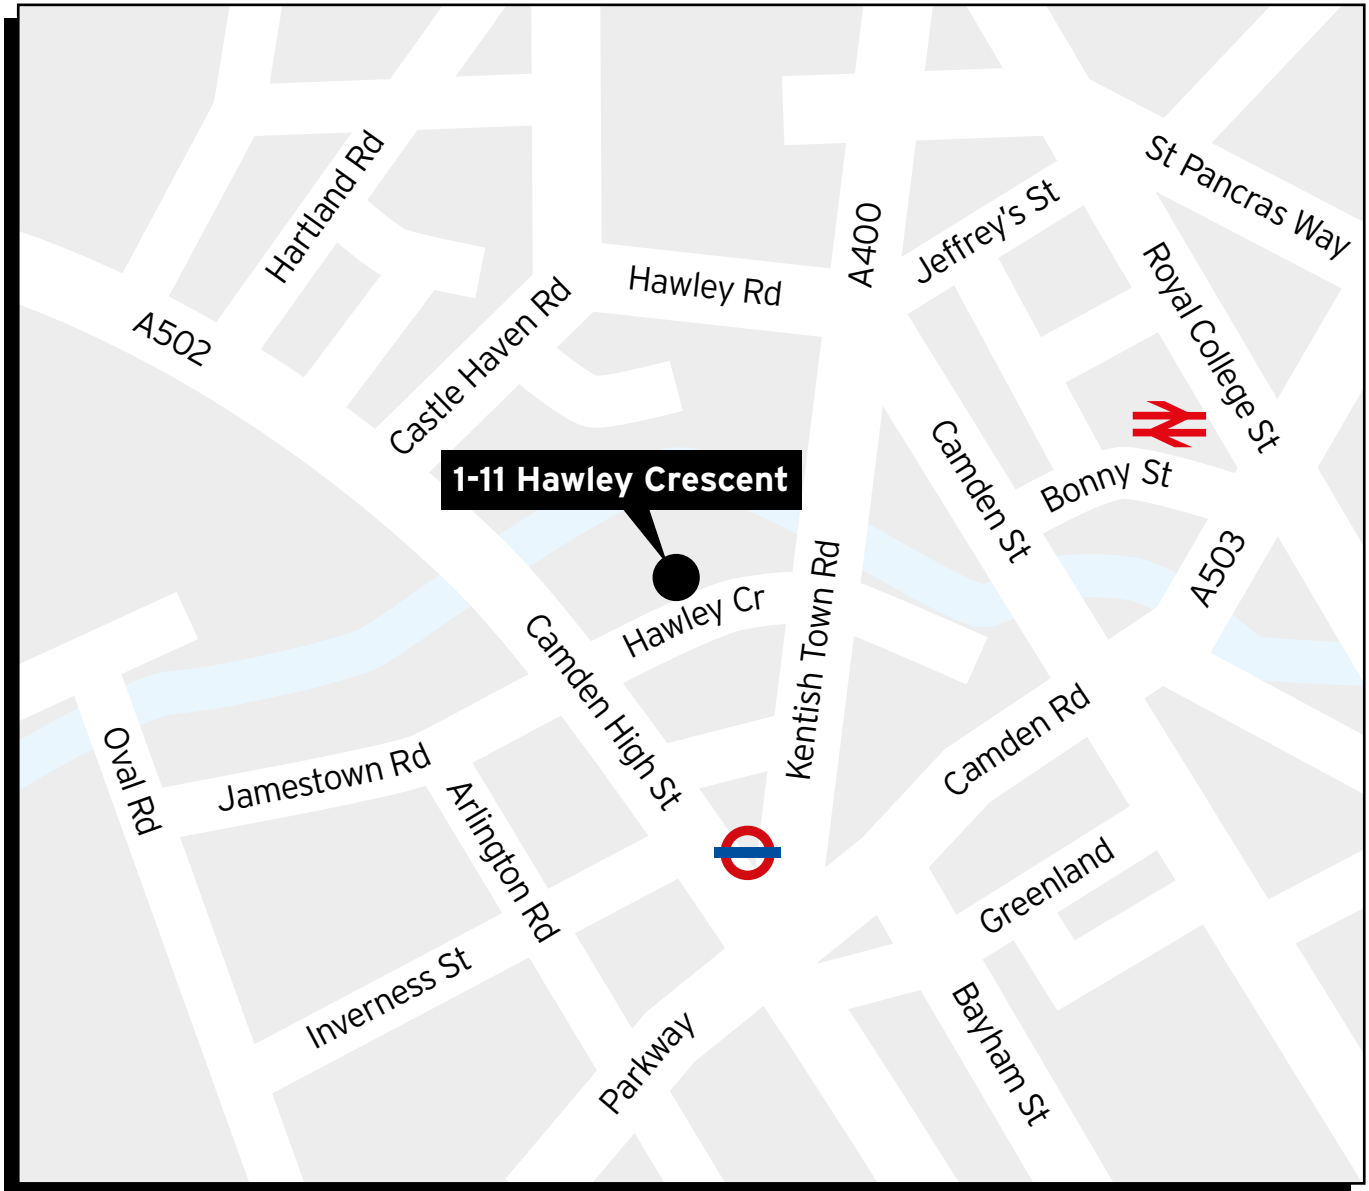 St Pancras Way
Hartland Rd
A400
Jeffrey's St
Hawley Rd
A502
Royal College St
Castle Haven Rd
1-11 Hawley Crescent
Camden St
Bonny St
A503
Hawley Cr
Kentish Town Rd
Camden High St
Camden Rd
Oval Rd
Jamestown Rd
Arlington Rd
Greenland
Inverness St
Bayham St
Parkway